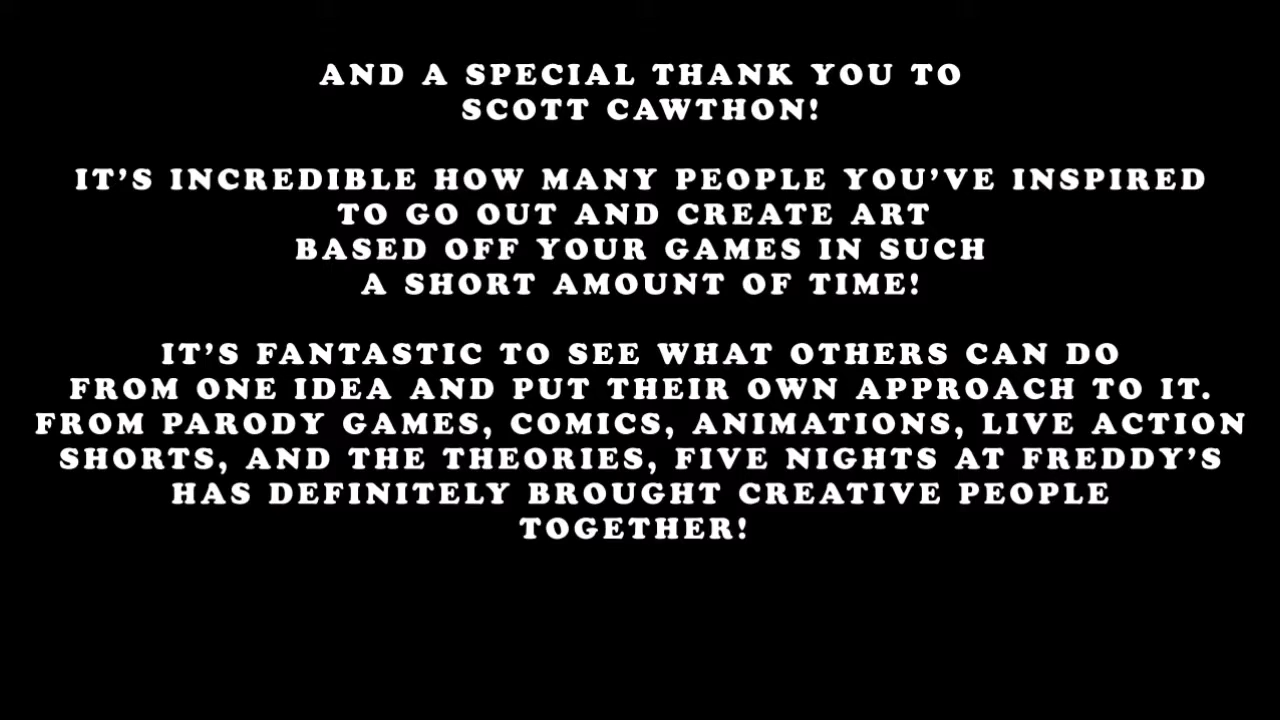 AND A SPECIAL THANK YOU TO
SCOTT CAWTHON!
IT’S INCREDIBLE HOW MANY PEOPLE YOU’VE INSPIRED
TO GO OUT AND CREATE ART
BASED OFF YOUR GAMES IN SUCH
A SHORT AMOUNT OF TIME!
IT’S FANTASTIC TO SEE WHAT OTHERS CAN DO
FROM ONE IDEA AND PUT THEIR OWN APPROACH TO IT.
FROM PARODY GAMES, COMICS, ANIMATIONS, LIVE ACTION
SHORTS, AND THE THEORIES, FIVE NIGHTS AT FREDDY’S
HAS DEFINITELY BROUGHT CREATIVE PEOPLE
TOGETHER!